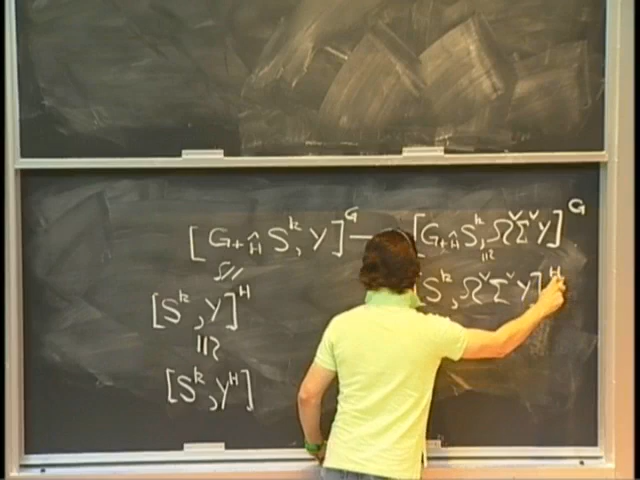 [G₊ ∧_H S^k, Y]^G — [G₊ ∧_H S^k, Ω^V Σ^V Y]^G
≅ ≅
[S^k, Y]^H [S^k, Ω^V Σ^V Y]^H
≅
[S^k, Y^H]